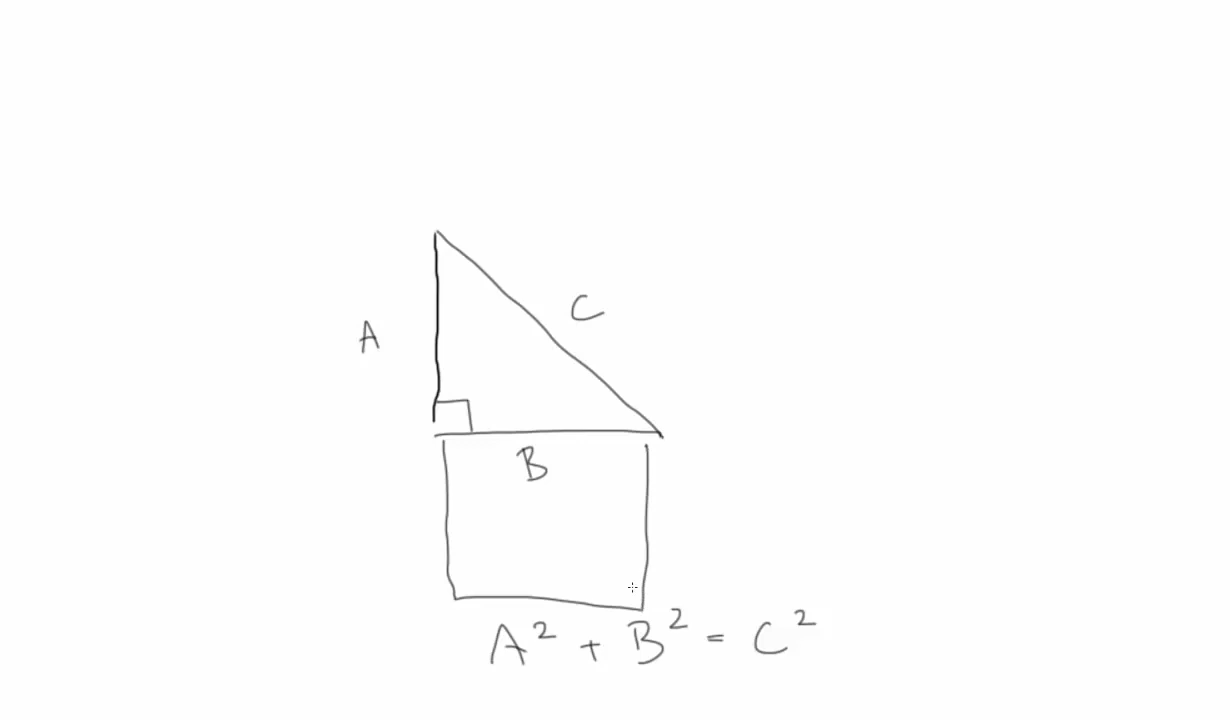 C
A
B
A² + B² = C²